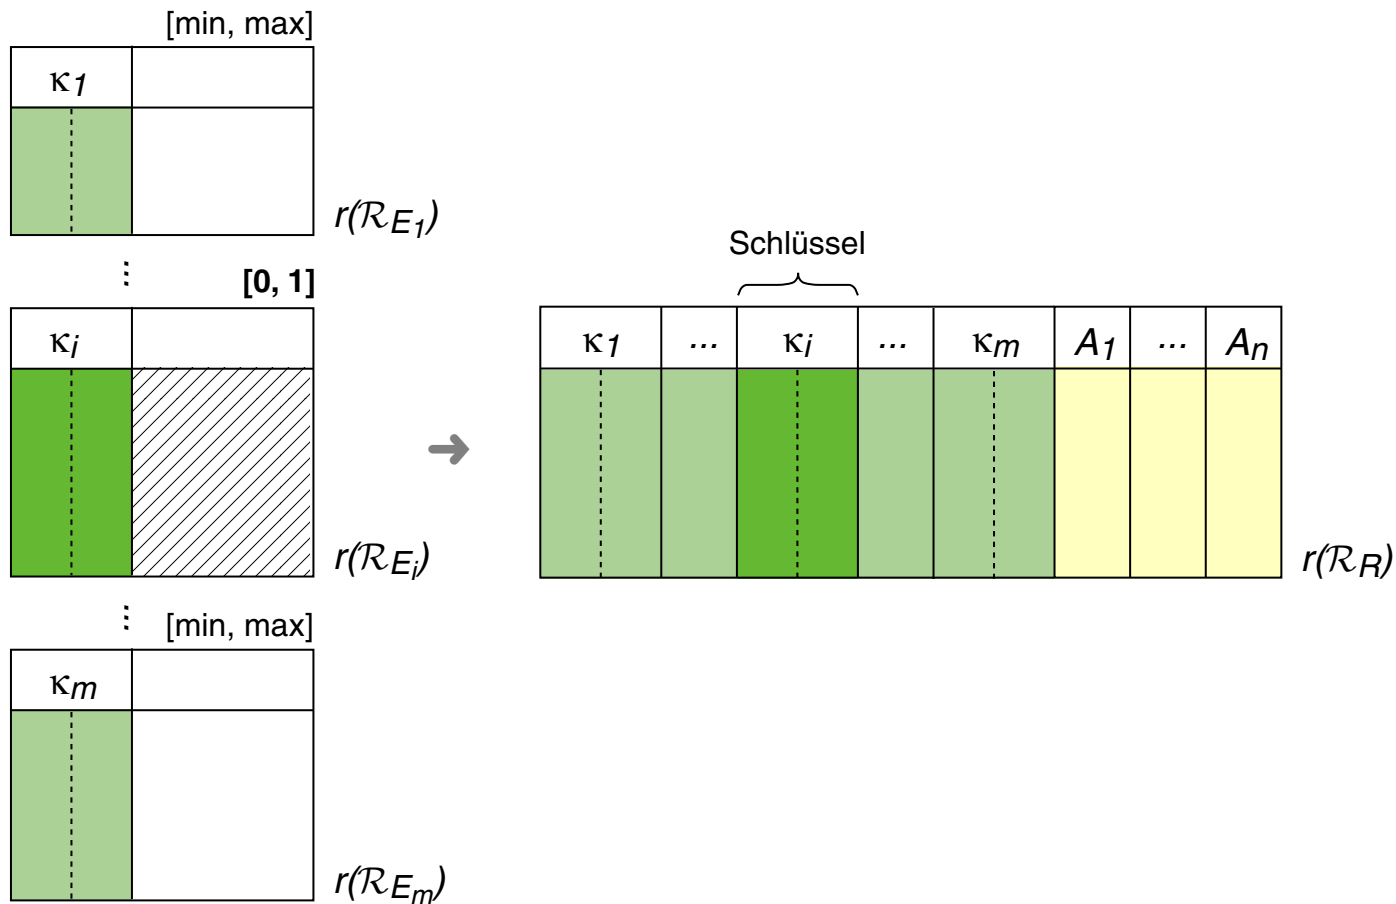 [min, max]
κ1
r(ℛE1)
⋮
[0, 1]
κi
r(ℛEi)
⋮
[min, max]
κm
r(ℛEm)
Schlüssel
κ1 ... κi ... κm A1 ... An
r(ℛR)